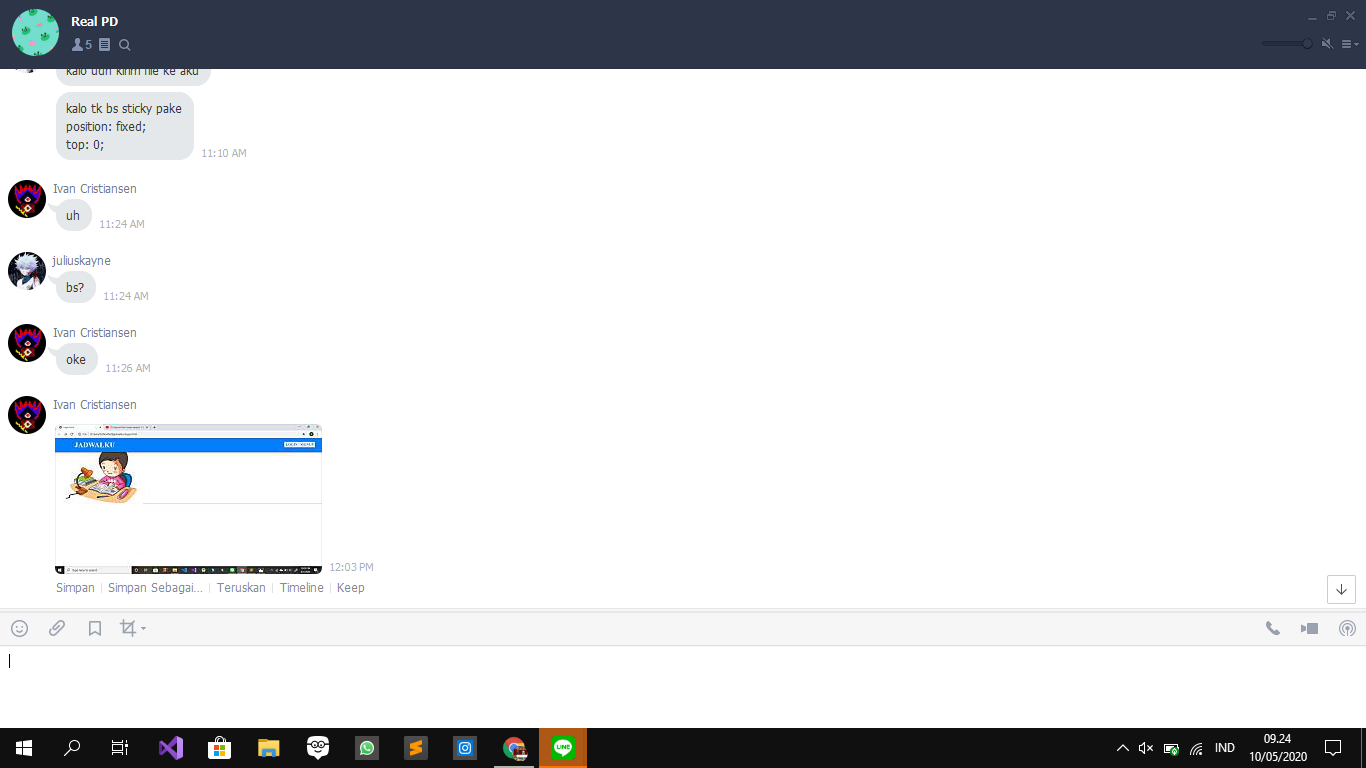 Real PD
5
kalo udh kirim file ke aku
kalo tk bs sticky pake
position: fixed;
top: 0;
11:10 AM
Ivan Cristiansen
uh
11:24 AM
juliuskayne
bs?
11:24 AM
Ivan Cristiansen
oke
11:26 AM
Ivan Cristiansen
JADWALKU
12:03 PM
Simpan
Simpan Sebagai...
Teruskan
Timeline
Keep
LINE
IND
09.24
10/05/2020